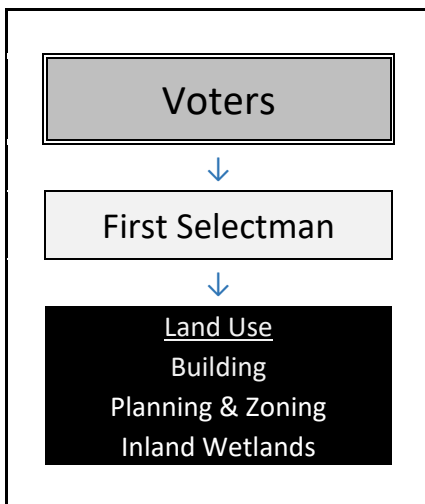 Voters
↓
First Selectman
↓
Land Use
Building
Planning & Zoning
Inland Wetlands